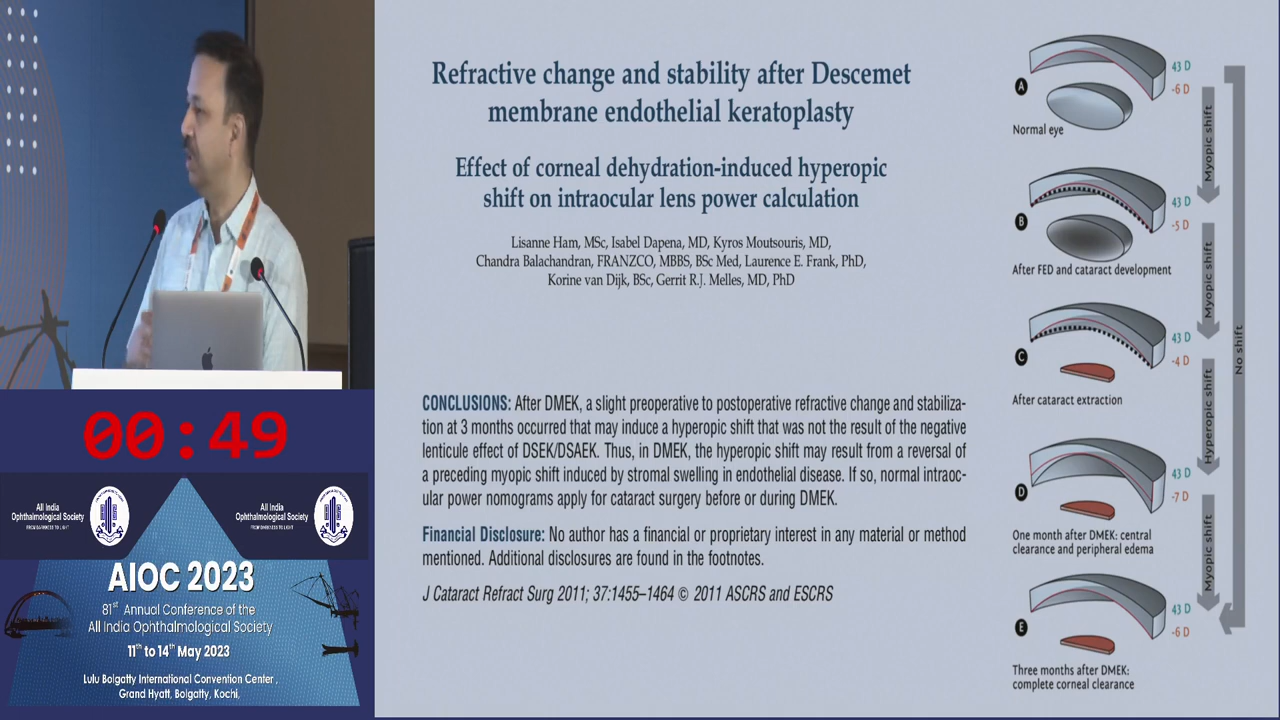 Refractive change and stability after Descemet
membrane endothelial keratoplasty
Effect of corneal dehydration-induced hyperopic
shift on intraocular lens power calculation
Lisanne Ham, MSc, Isabel Dapena, MD, Kyros Moutsouris, MD,
Chandra Balachandran, FRANZCO, MBBS, BSc Med, Laurence E. Frank, PhD,
Korine van Dijk, BSc, Gerrit R.J. Melles, MD, PhD
CONCLUSIONS: After DMEK, a slight preoperative to postoperative refractive change and stabiliza-
tion at 3 months occurred that may induce a hyperopic shift that was not the result of the negative
lenticule effect of DSEK/DSAEK. Thus, in DMEK, the hyperopic shift may result from a reversal of
a preceding myopic shift induced by stromal swelling in endothelial disease. If so, normal intraoc-
ular power nomograms apply for cataract surgery before or during DMEK.
Financial Disclosure: No author has a financial or proprietary interest in any material or method
mentioned. Additional disclosures are found in the footnotes.
J Cataract Refract Surg 2011; 37:1455–1464 © 2011 ASCRS and ESCRS
43 D
-6 D
A
Normal eye
Myopic shift
43 D
-5 D
B
After FED and cataract development
Myopic shift
43 D
-4 D
C
After cataract extraction
Hyperopic shift
43 D
-7 D
D
One month after DMEK: central
clearance and peripheral edema
Myopic shift
43 D
-6 D
E
Three months after DMEK:
complete corneal clearance
No shift
00:49
All India
Ophthalmological Society
FROM DARKNESS TO LIGHT
All India
Ophthalmological Society
FROM DARKNESS TO LIGHT
AIOC 2023
81st Annual Conference of the
All India Ophthalmological Society
11th to 14th May 2023
Lulu Bolgatty International Convention Center,
Grand Hyatt, Bolgatty, Kochi,